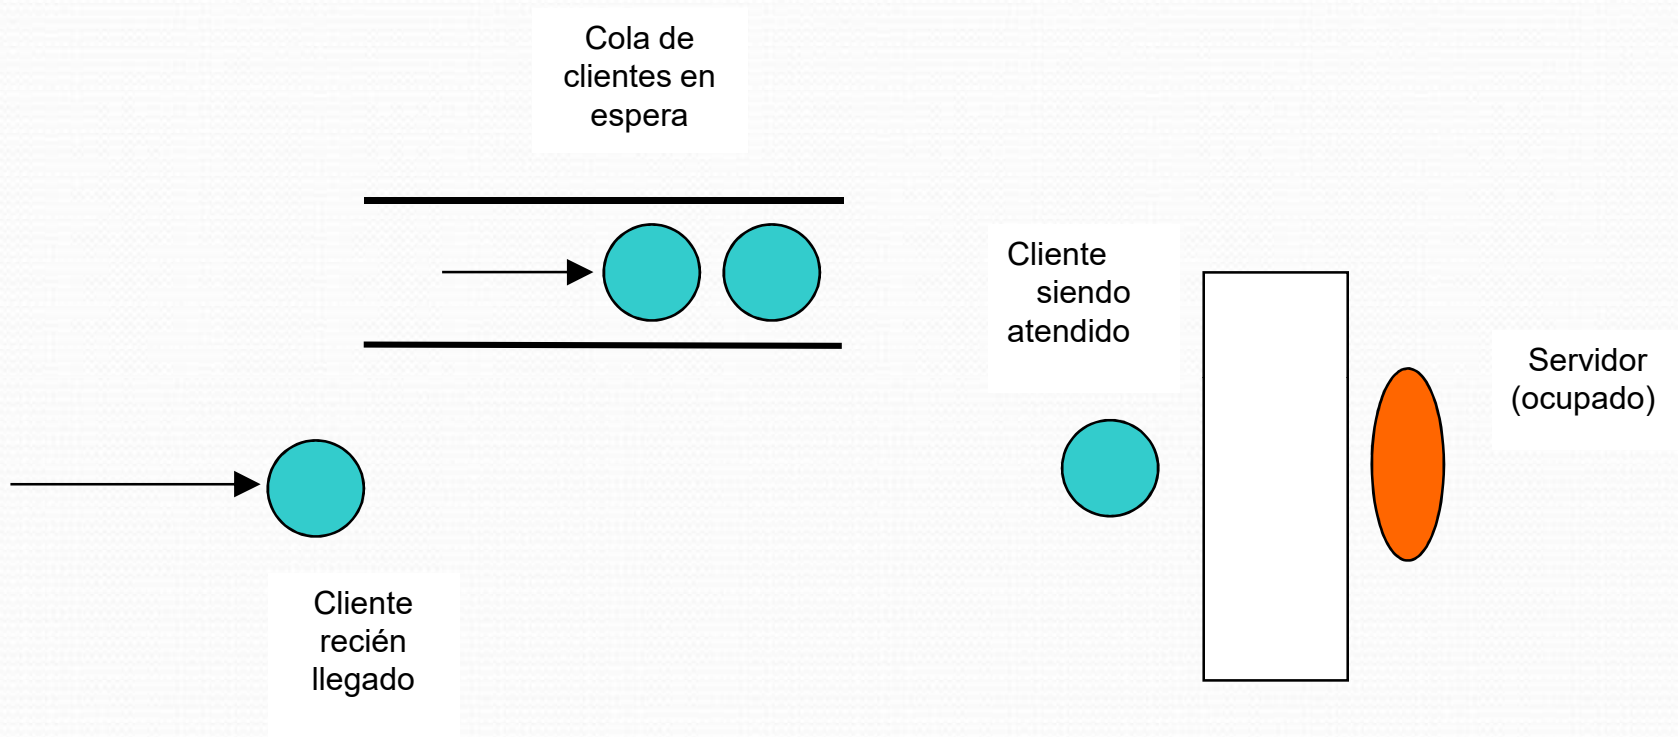 Cola de
clientes en
espera
Cliente
siendo
atendido
Servidor
(ocupado)
Cliente
recién
llegado